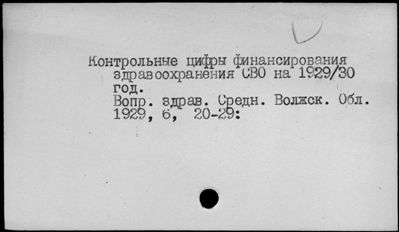 Контрольные цифры финансирования
здравоохранения СВО на 1929/30
год.
Вопр. здрав. Средн. Волжск. Обл.
1929, 6, 20-29: